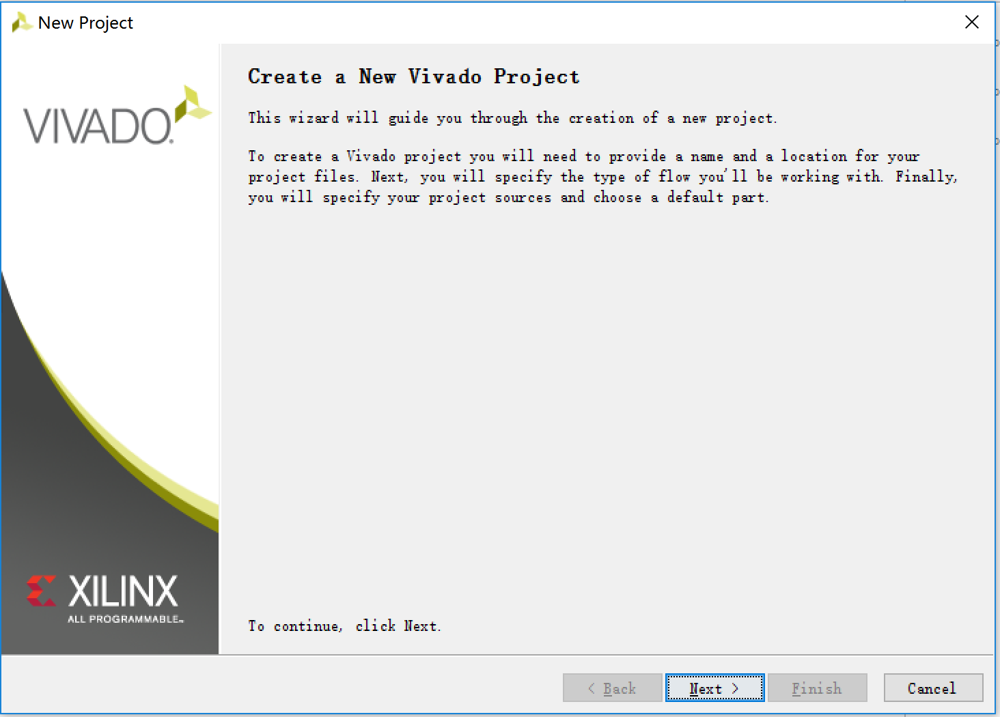 New Project
VIVADO.
Create a New Vivado Project
This wizard will guide you through the creation of a new project.
To create a Vivado project you will need to provide a name and a location for your
project files. Next, you will specify the type of flow you'll be working with. Finally,
you will specify your project sources and choose a default part.
XILINX
ALL PROGRAMMABLE™
To continue, click Next.
< Back
Next >
Finish
Cancel